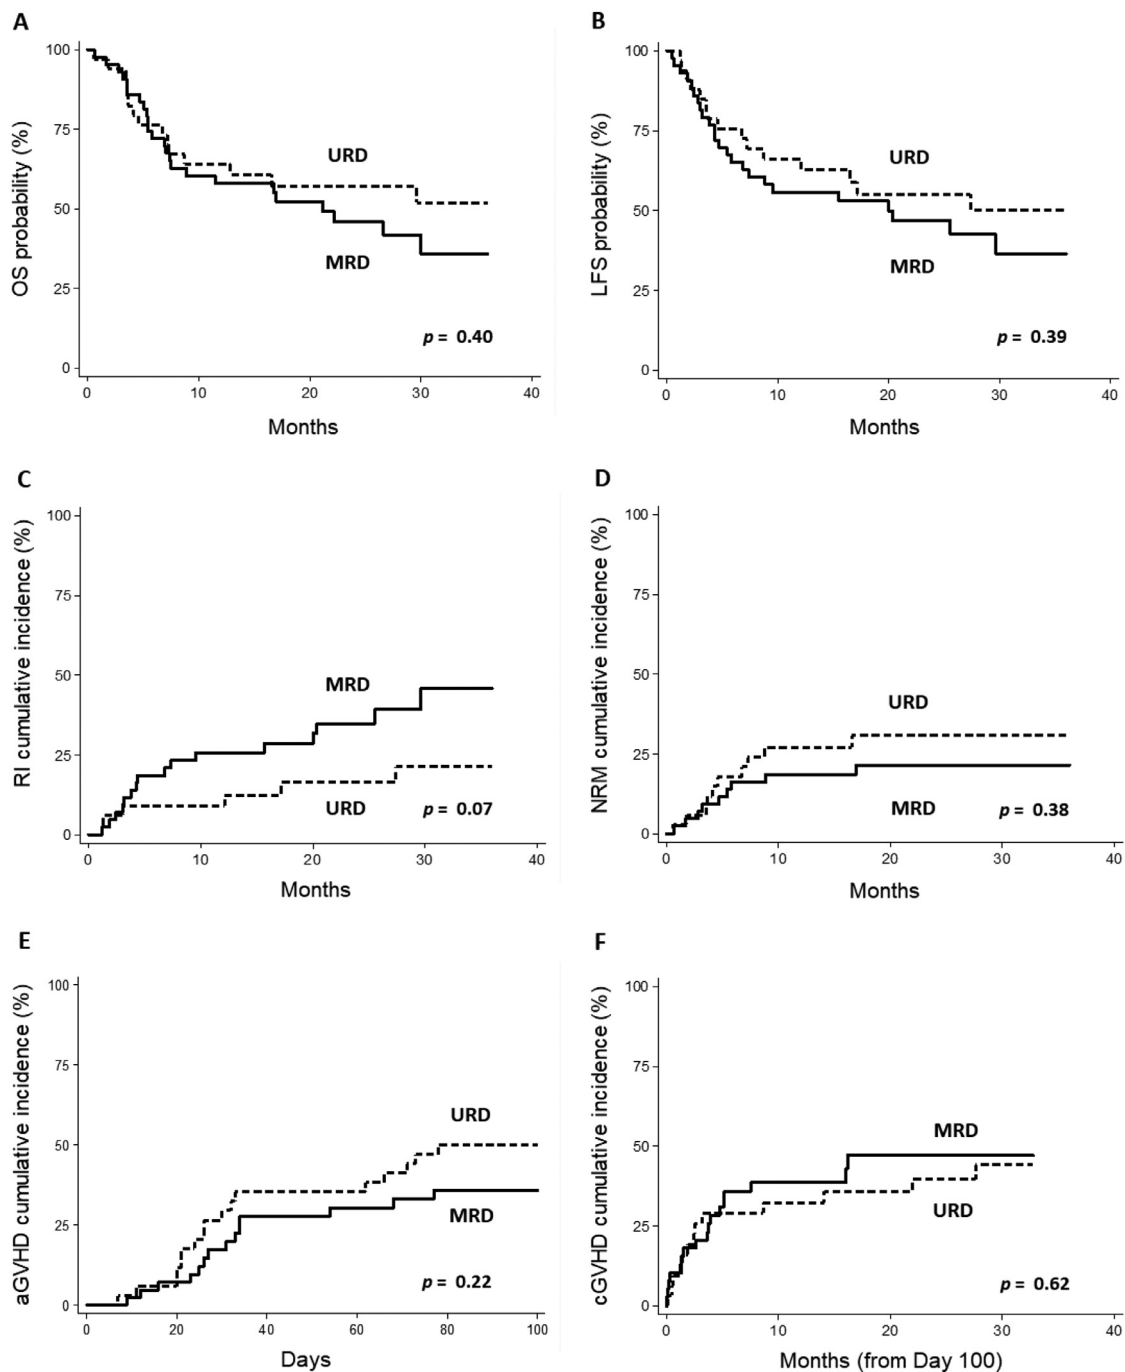 A
OS probability (%)
100
75
50
25
0
URD
MRD
p = 0.40
0 10 20 30 40
Months
B
LFS probability (%)
100
75
50
25
0
URD
MRD
p = 0.39
0 10 20 30 40
Months
C
RI cumulative incidence (%)
100
75
50
25
0
MRD
URD
p = 0.07
0 10 20 30 40
Months
D
NRM cumulative incidence (%)
100
75
50
25
0
URD
MRD
p = 0.38
0 10 20 30 40
Months
E
aGVHD cumulative incidence (%)
100
75
50
25
0
URD
MRD
p = 0.22
0 20 40 60 80 100
Days
F
cGVHD cumulative incidence (%)
100
75
50
25
0
MRD
URD
p = 0.62
0 10 20 30 40
Months (from Day 100)